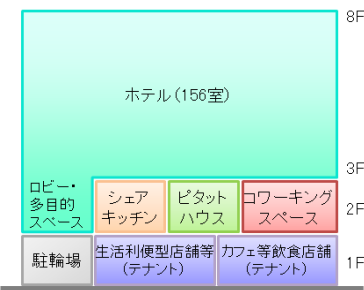 8F
ホテル(156室)
3F
ロビー・
多目的
スペース
シェア
キッチン
ピタット
ハウス
コワーキング
スペース
2F
駐輪場
生活利便型店舗等
(テナント)
カフェ等飲食店舗
(テナント)
1F